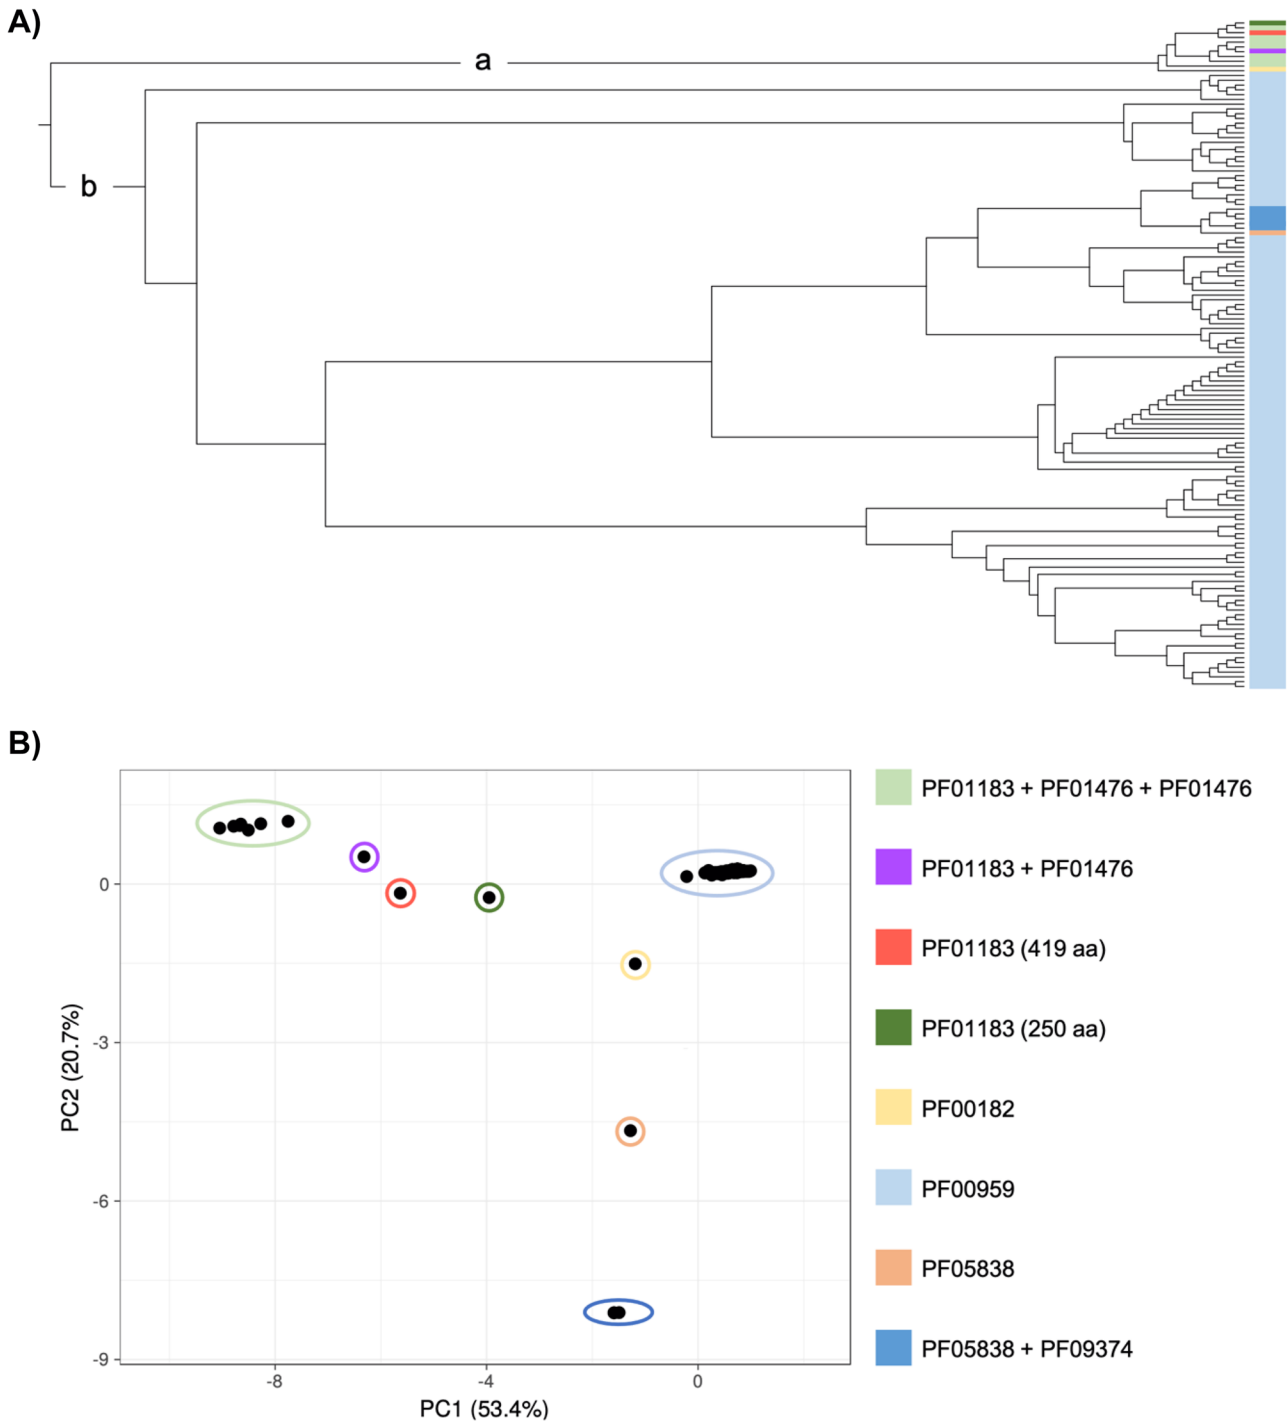 A)
a
b
B)
0
-3
-6
-9
PC2 (20.7%)
-8
-4
0
PC1 (53.4%)
PF01183 + PF01476 + PF01476
PF01183 + PF01476
PF01183 (419 aa)
PF01183 (250 aa)
PF00182
PF00959
PF05838
PF05838 + PF09374